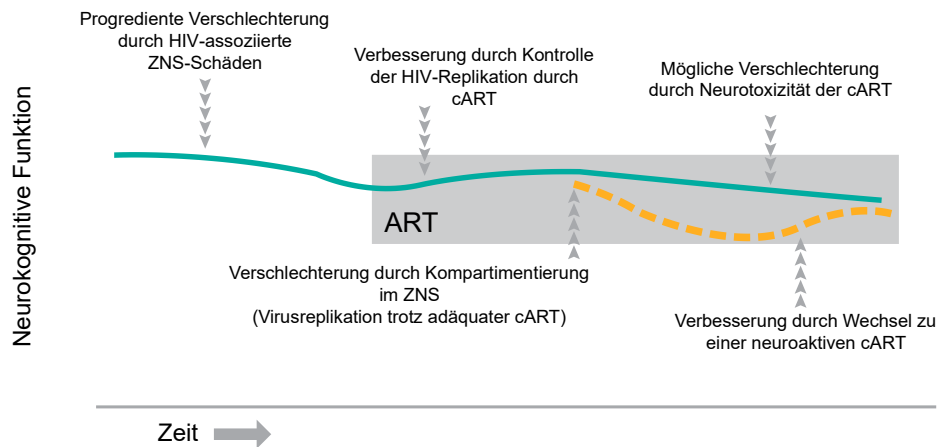 Progrediente Verschlechterung
durch HIV-assoziierte
ZNS-Schäden
Verbesserung durch Kontrolle
der HIV-Replikation durch
cART
Mögliche Verschlechterung
durch Neurotoxizität der cART
Neurokognitive Funktion
ART
Verschlechterung durch Kompartimentierung
im ZNS
(Virusreplikation trotz adäquater cART)
Verbesserung durch Wechsel zu
einer neuroaktiven cART
Zeit